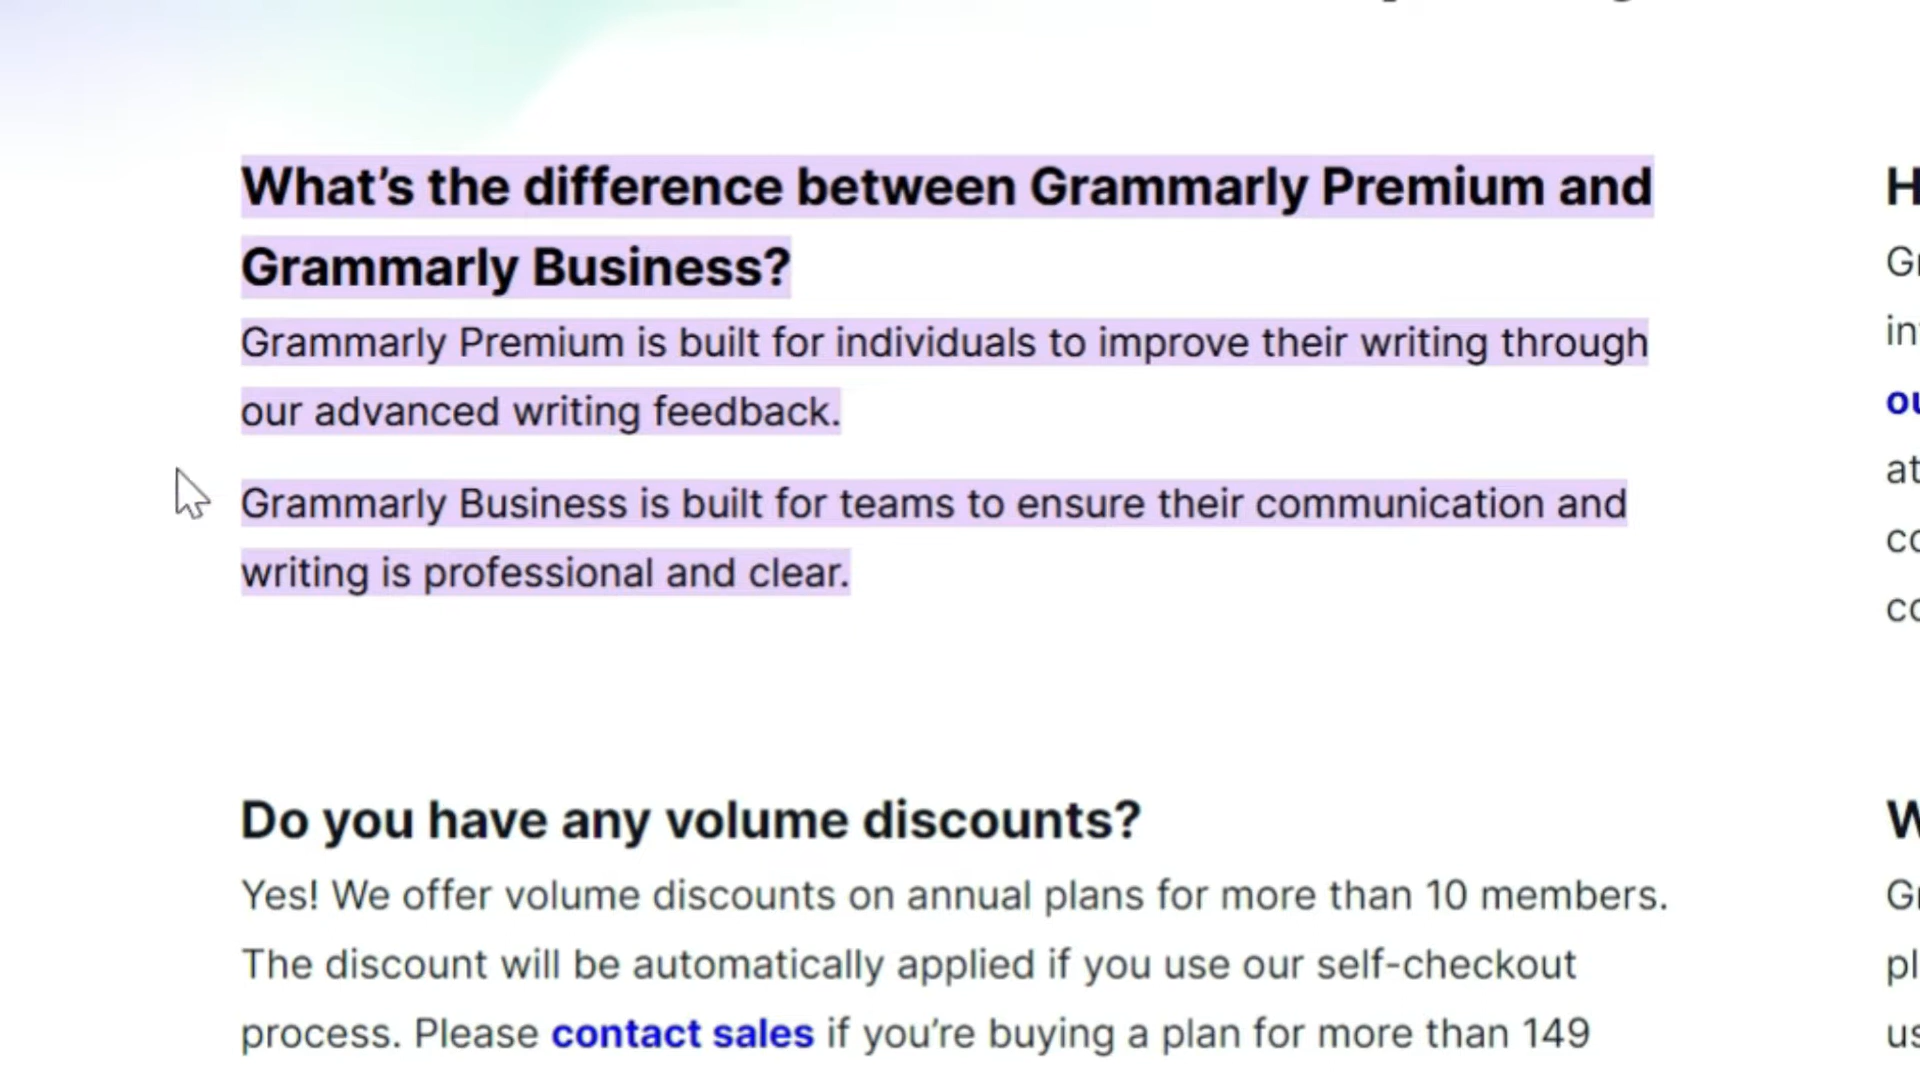 What's the difference between Grammarly Premium and
Grammarly Business?
Grammarly Premium is built for individuals to improve their writing through
our advanced writing feedback.
Grammarly Business is built for teams to ensure their communication and
writing is professional and clear.
Do you have any volume discounts?
Yes! We offer volume discounts on annual plans for more than 10 members.
The discount will be automatically applied if you use our self-checkout
process. Please contact sales if you're buying a plan for more than 149